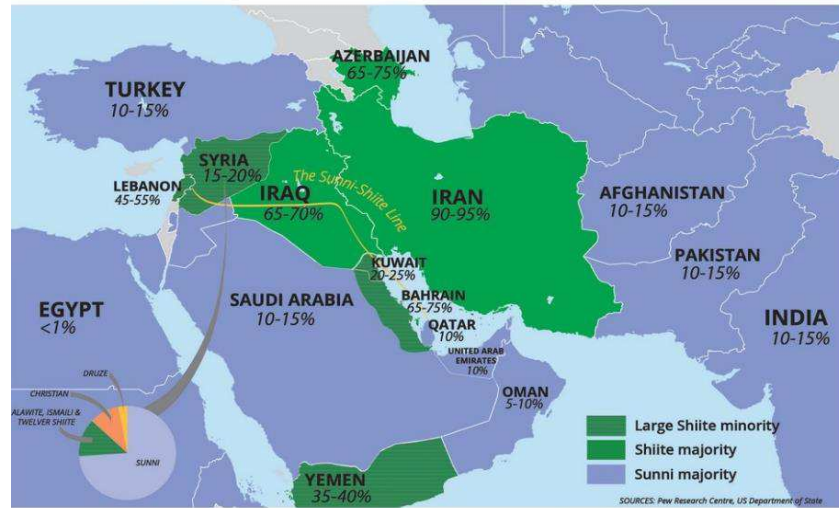 AZERBAIJAN
65-75%
TURKEY
10-15%
SYRIA
15-20%
LEBANON
45-55%
The Sunni-Shiite Line
IRAQ
65-70%
IRAN
90-95%
AFGHANISTAN
10-15%
PAKISTAN
10-15%
KUWAIT
20-25%
EGYPT
<1%
SAUDI ARABIA
10-15%
BAHRAIN
65-75%
QATAR
10%
INDIA
10-15%
UNITED ARAB
EMIRATES
10%
OMAN
5-10%
DRUZE
CHRISTIAN
ALAWITE, ISMAILI &
TWELVER SHIITE
SUNNI
YEMEN
35-40%
Large Shiite minority
Shiite majority
Sunni majority
SOURCES: Pew Research Centre, US Department of State